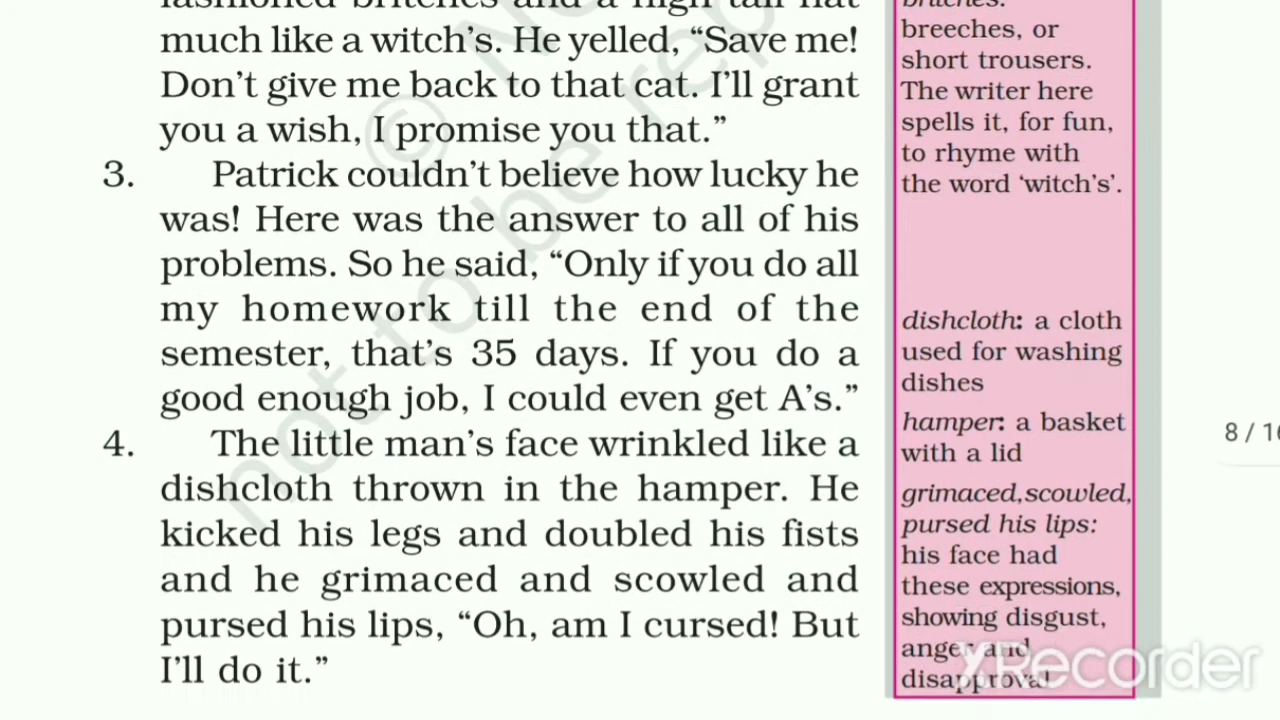 fashioned britches and a high tall hat
much like a witch's. He yelled, “Save me!
Don't give me back to that cat. I'll grant
you a wish, I promise you that.”
3. Patrick couldn't believe how lucky he
was! Here was the answer to all of his
problems. So he said, “Only if you do all
my homework till the end of the
semester, that's 35 days. If you do a
good enough job, I could even get A's.”
4. The little man's face wrinkled like a
dishcloth thrown in the hamper. He
kicked his legs and doubled his fists
and he grimaced and scowled and
pursed his lips, “Oh, am I cursed! But
I'll do it.”
britches:
breeches, or
short trousers.
The writer here
spells it, for fun,
to rhyme with
the word ‘witch's’.
dishcloth: a cloth
used for washing
dishes
hamper: a basket
with a lid
grimaced, scowled,
pursed his lips:
his face had
these expressions,
showing disgust,
anger and
disapproval
8 / 10
© 
not to be rep
XRecorder